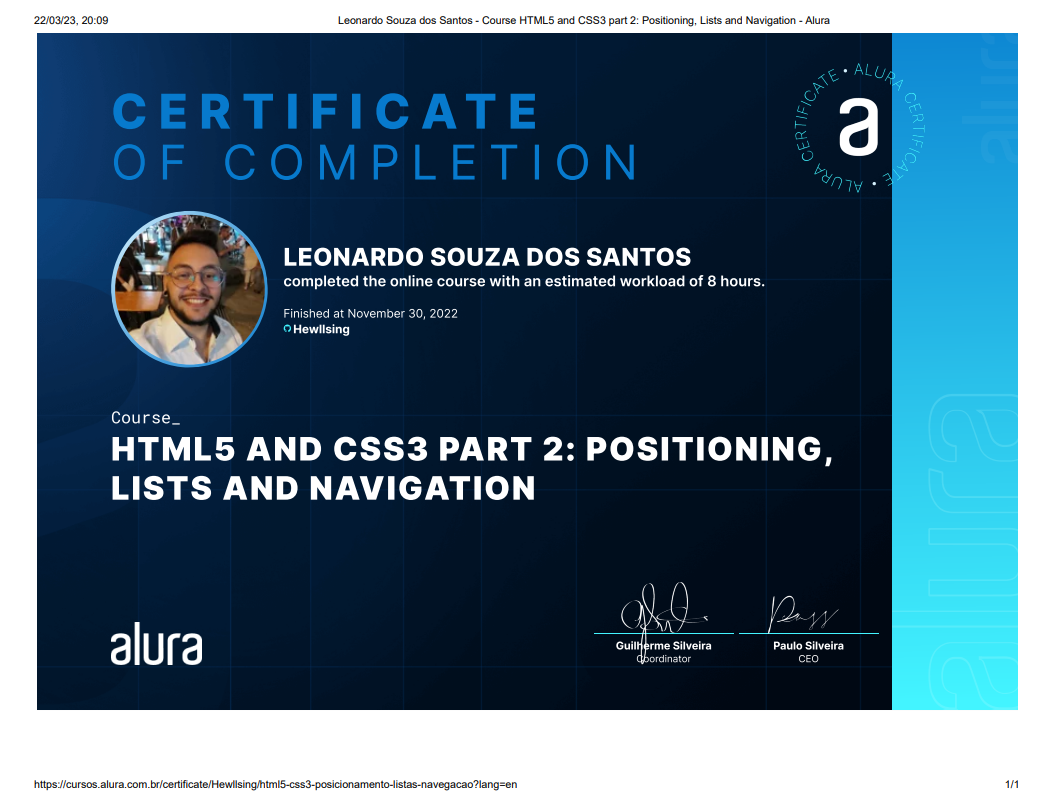 22/03/23, 20:09
Leonardo Souza dos Santos - Course HTML5 and CSS3 part 2: Positioning, Lists and Navigation - Alura
CERTIFICATE
OF COMPLETION
ALURA CERTIFICATE • ALURA CERTIFICATE •
a
alura
LEONARDO SOUZA DOS SANTOS
completed the online course with an estimated workload of 8 hours.
Finished at November 30, 2022
Hewllsing
Course_
HTML5 AND CSS3 PART 2: POSITIONING,
LISTS AND NAVIGATION
alura
alura
Guilherme Silveira
Coordinator
Paulo Silveira
CEO
https://cursos.alura.com.br/certificate/Hewllsing/html5-css3-posicionamento-listas-navegacao?lang=en
1/1